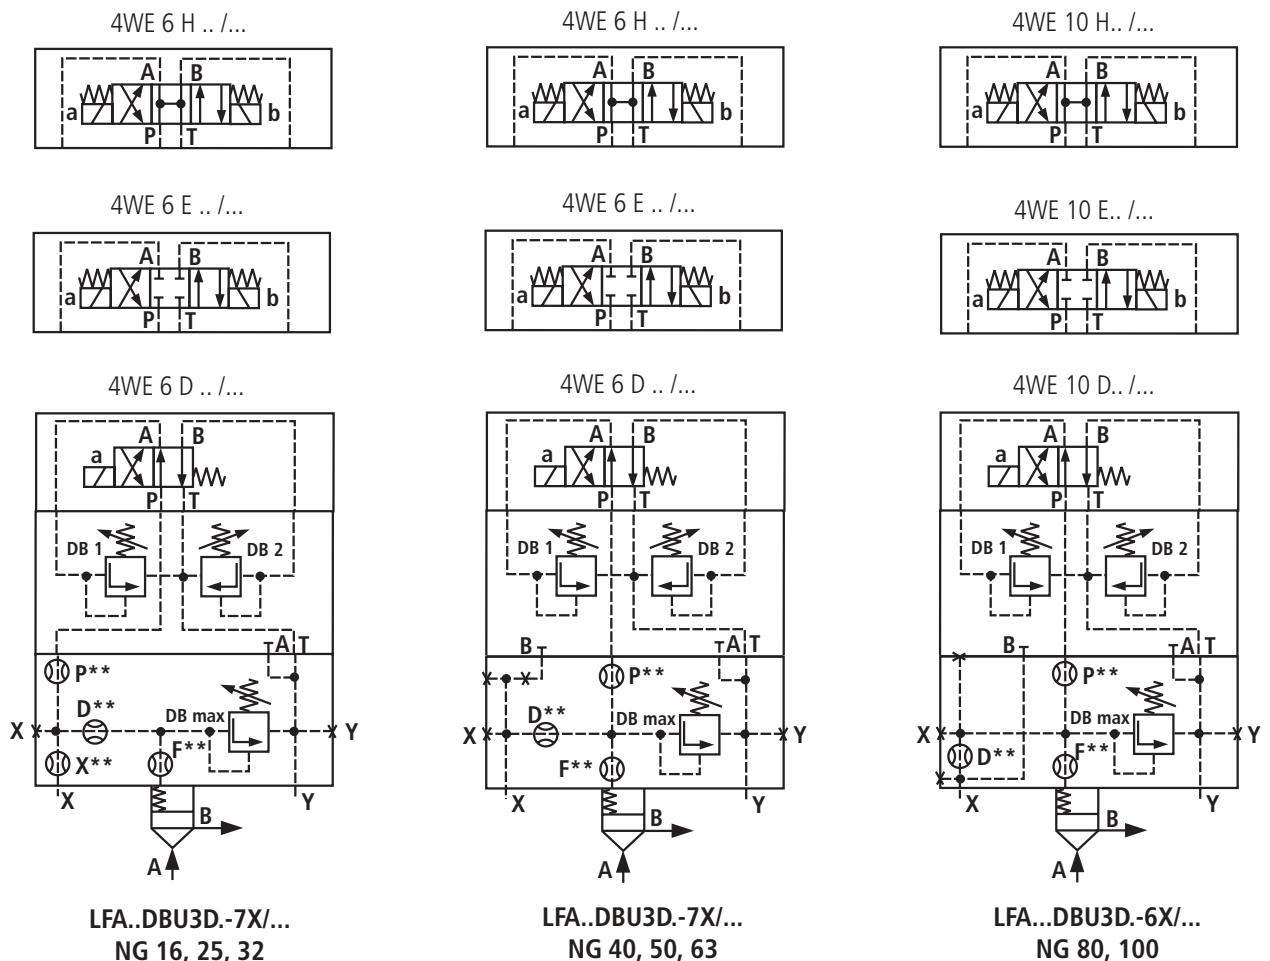 4WE 6 H .. /...
A B
a b
P T
4WE 6 E .. /...
A B
a b
P T
4WE 6 D .. /...
A B
a
P T
DB 1 DB 2
A T
P**
D** DB max
X Y
X** F**
X Y
B
A
LFA..DBU3D.-7X/...
NG 16, 25, 32
4WE 6 H .. /...
A B
a b
P T
4WE 6 E .. /...
A B
a b
P T
4WE 6 D .. /...
A B
a
P T
DB 1 DB 2
B A T
P**
D** DB max
X Y
F**
X Y
B
A
LFA..DBU3D.-7X/...
NG 40, 50, 63
4WE 10 H.. /...
A B
a b
P T
4WE 10 E.. /...
A B
a b
P T
4WE 10 D.. /...
A B
a
P T
DB 1 DB 2
B A T
P**
DB max
X Y
D** F**
X Y
B
A
LFA...DBU3D.-6X/...
NG 80, 100